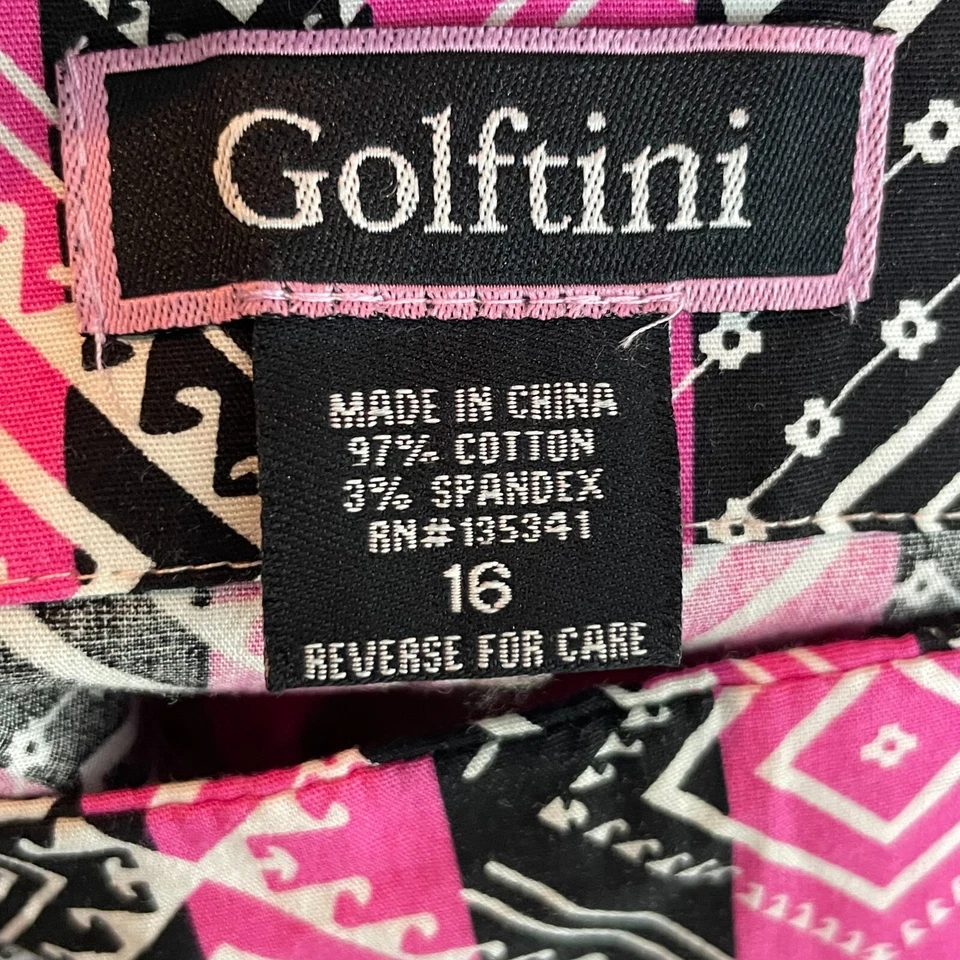 Golftini
MADE IN CHINA
97% COTTON
3% SPANDEX
RN#135341
16
REVERSE FOR CARE